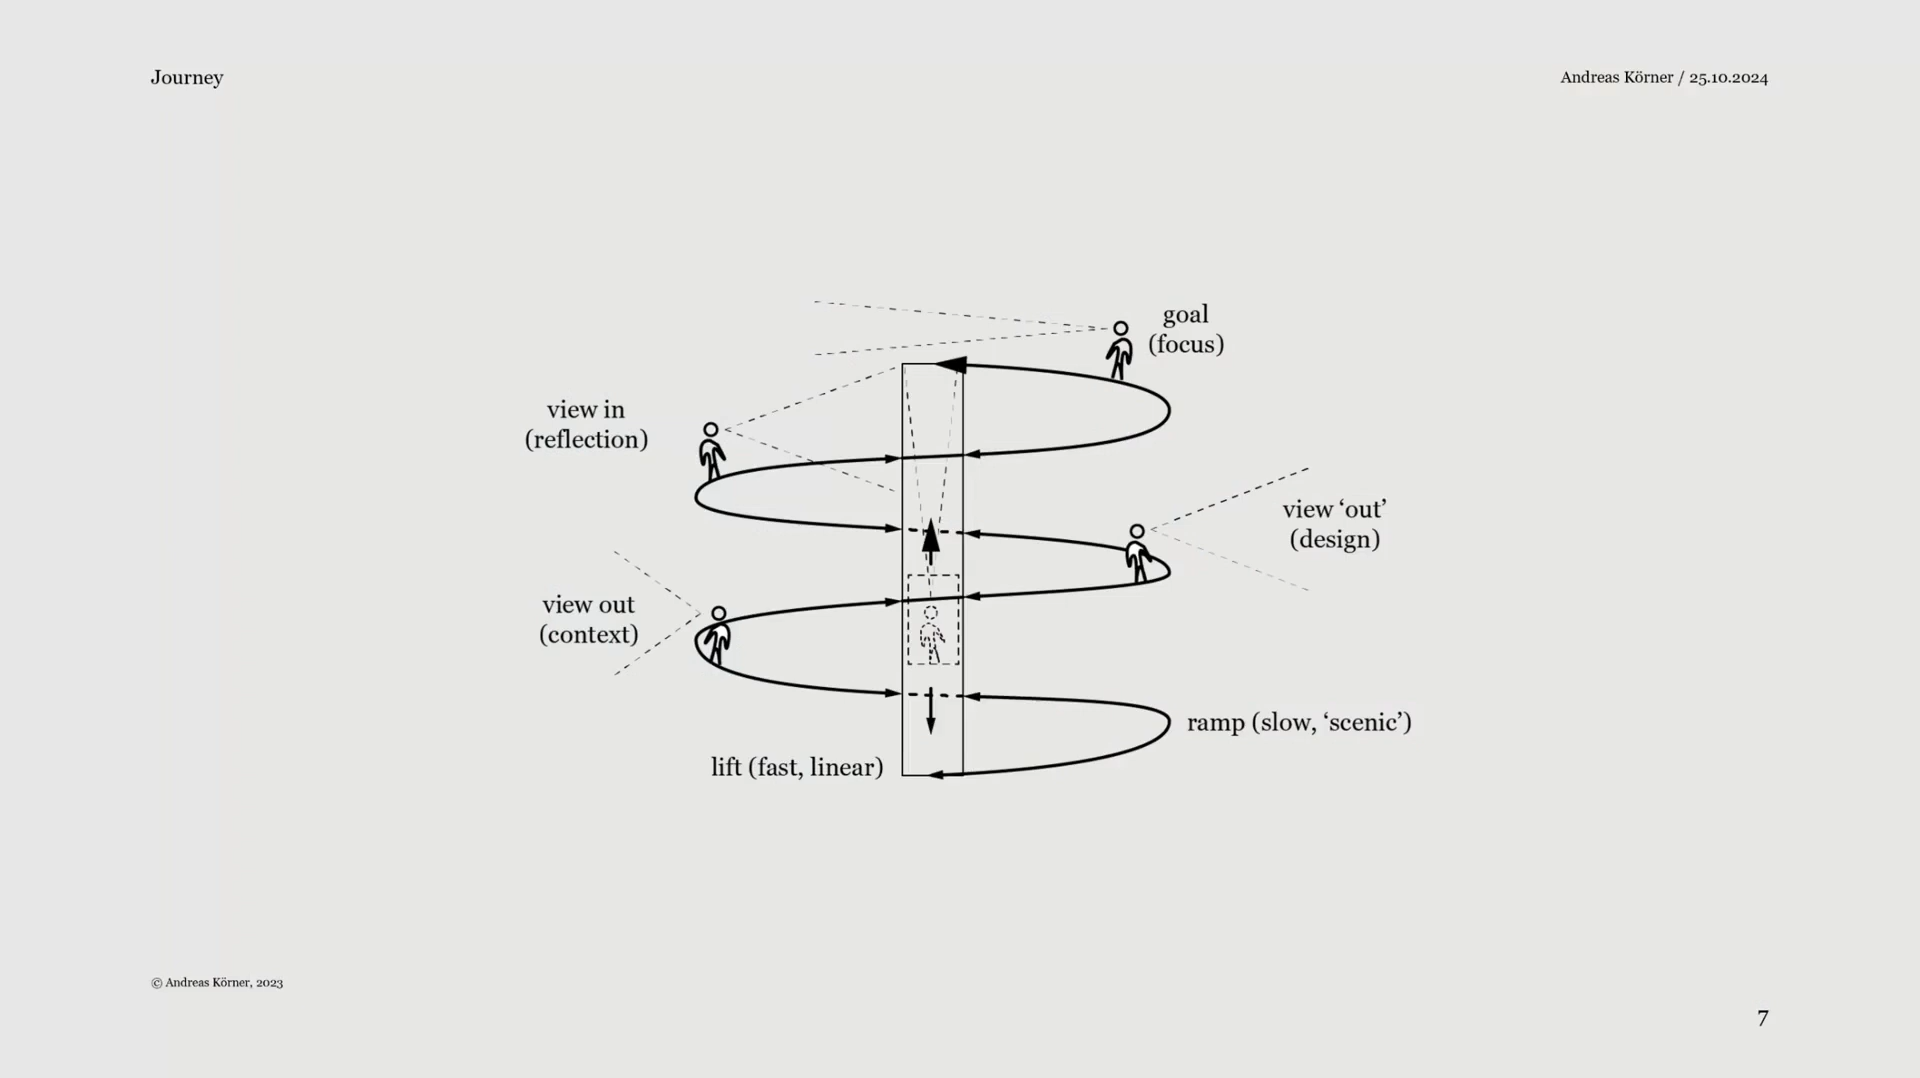 Journey
Andreas Körner / 25.10.2024
goal
(focus)
view in
(reflection)
view ‘out’
(design)
view out
(context)
ramp (slow, ‘scenic’)
lift (fast, linear)
© Andreas Körner, 2023
7